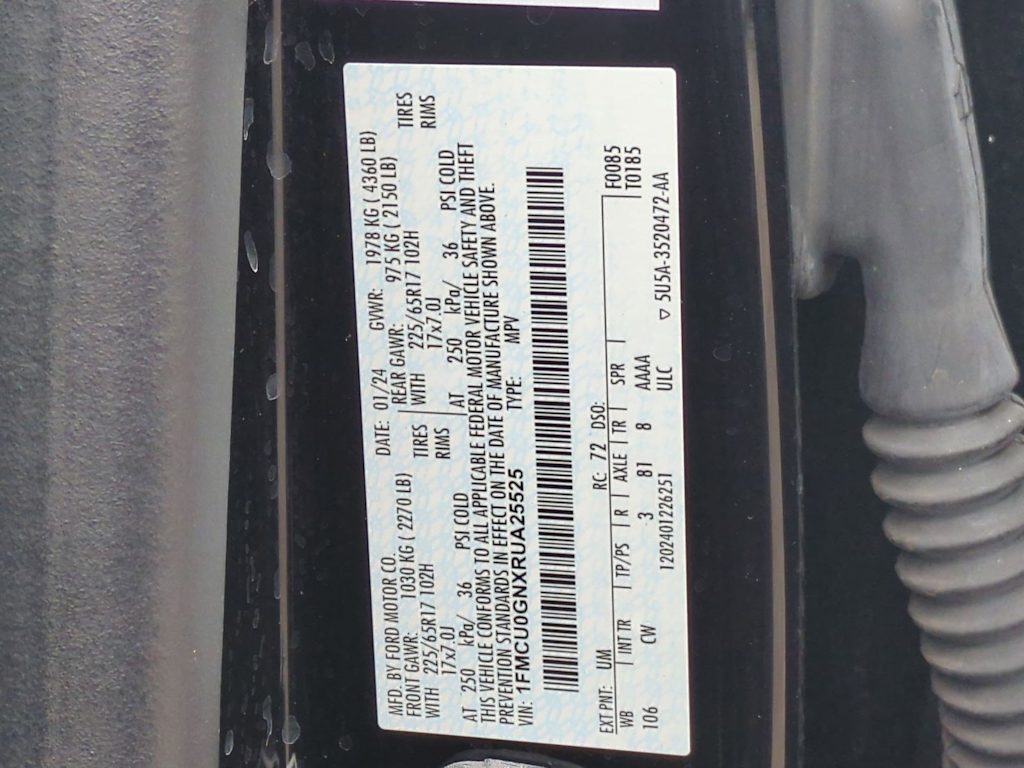 MFD. BY FORD MOTOR CO. DATE: 01/24 GVWR: 1978 KG ( 4360 LB)
FRONT GAWR: 1030 KG ( 2270 LB) REAR GAWR: 975 KG ( 2150 LB)
WITH 225/65R17 102H TIRES WITH 225/65R17 102H TIRES
17x7.0J RIMS 17x7.0J RIMS
AT 250 kPa/ 36 PSI COLD AT 250 kPa/ 36 PSI COLD
THIS VEHICLE CONFORMS TO ALL APPLICABLE FEDERAL MOTOR VEHICLE SAFETY AND THEFT
PREVENTION STANDARDS IN EFFECT ON THE DATE OF MANUFACTURE SHOWN ABOVE.
VIN: 1FMCU0GNXRUA25525 TYPE: MPV
EXT PNT: UM RC: 72 DSO: F0085
WB INT TR TP/PS R AXLE TR SPR T0185
106 CW 3 B1 8 AAAA
1202401226251 ULC 5U5A-3520472-AA